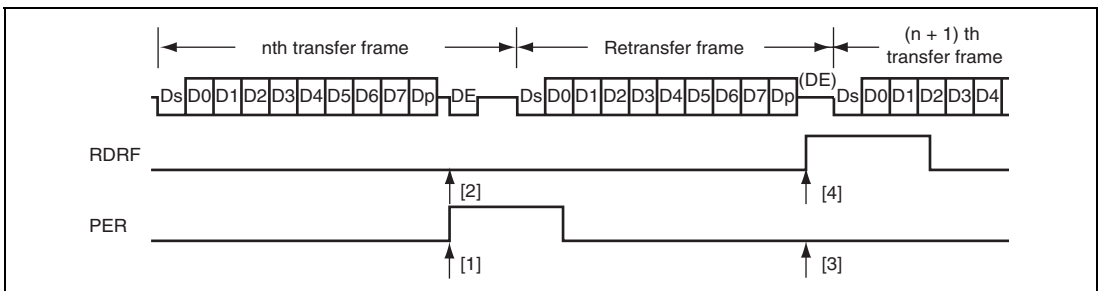 nth transfer frame
Retransfer frame
(n + 1) th
transfer frame
Ds D0 D1 D2 D3 D4 D5 D6 D7 Dp DE Ds D0 D1 D2 D3 D4 D5 D6 D7 Dp (DE) Ds D0 D1 D2 D3 D4
RDRF
[2]
[4]
PER
[1]
[3]